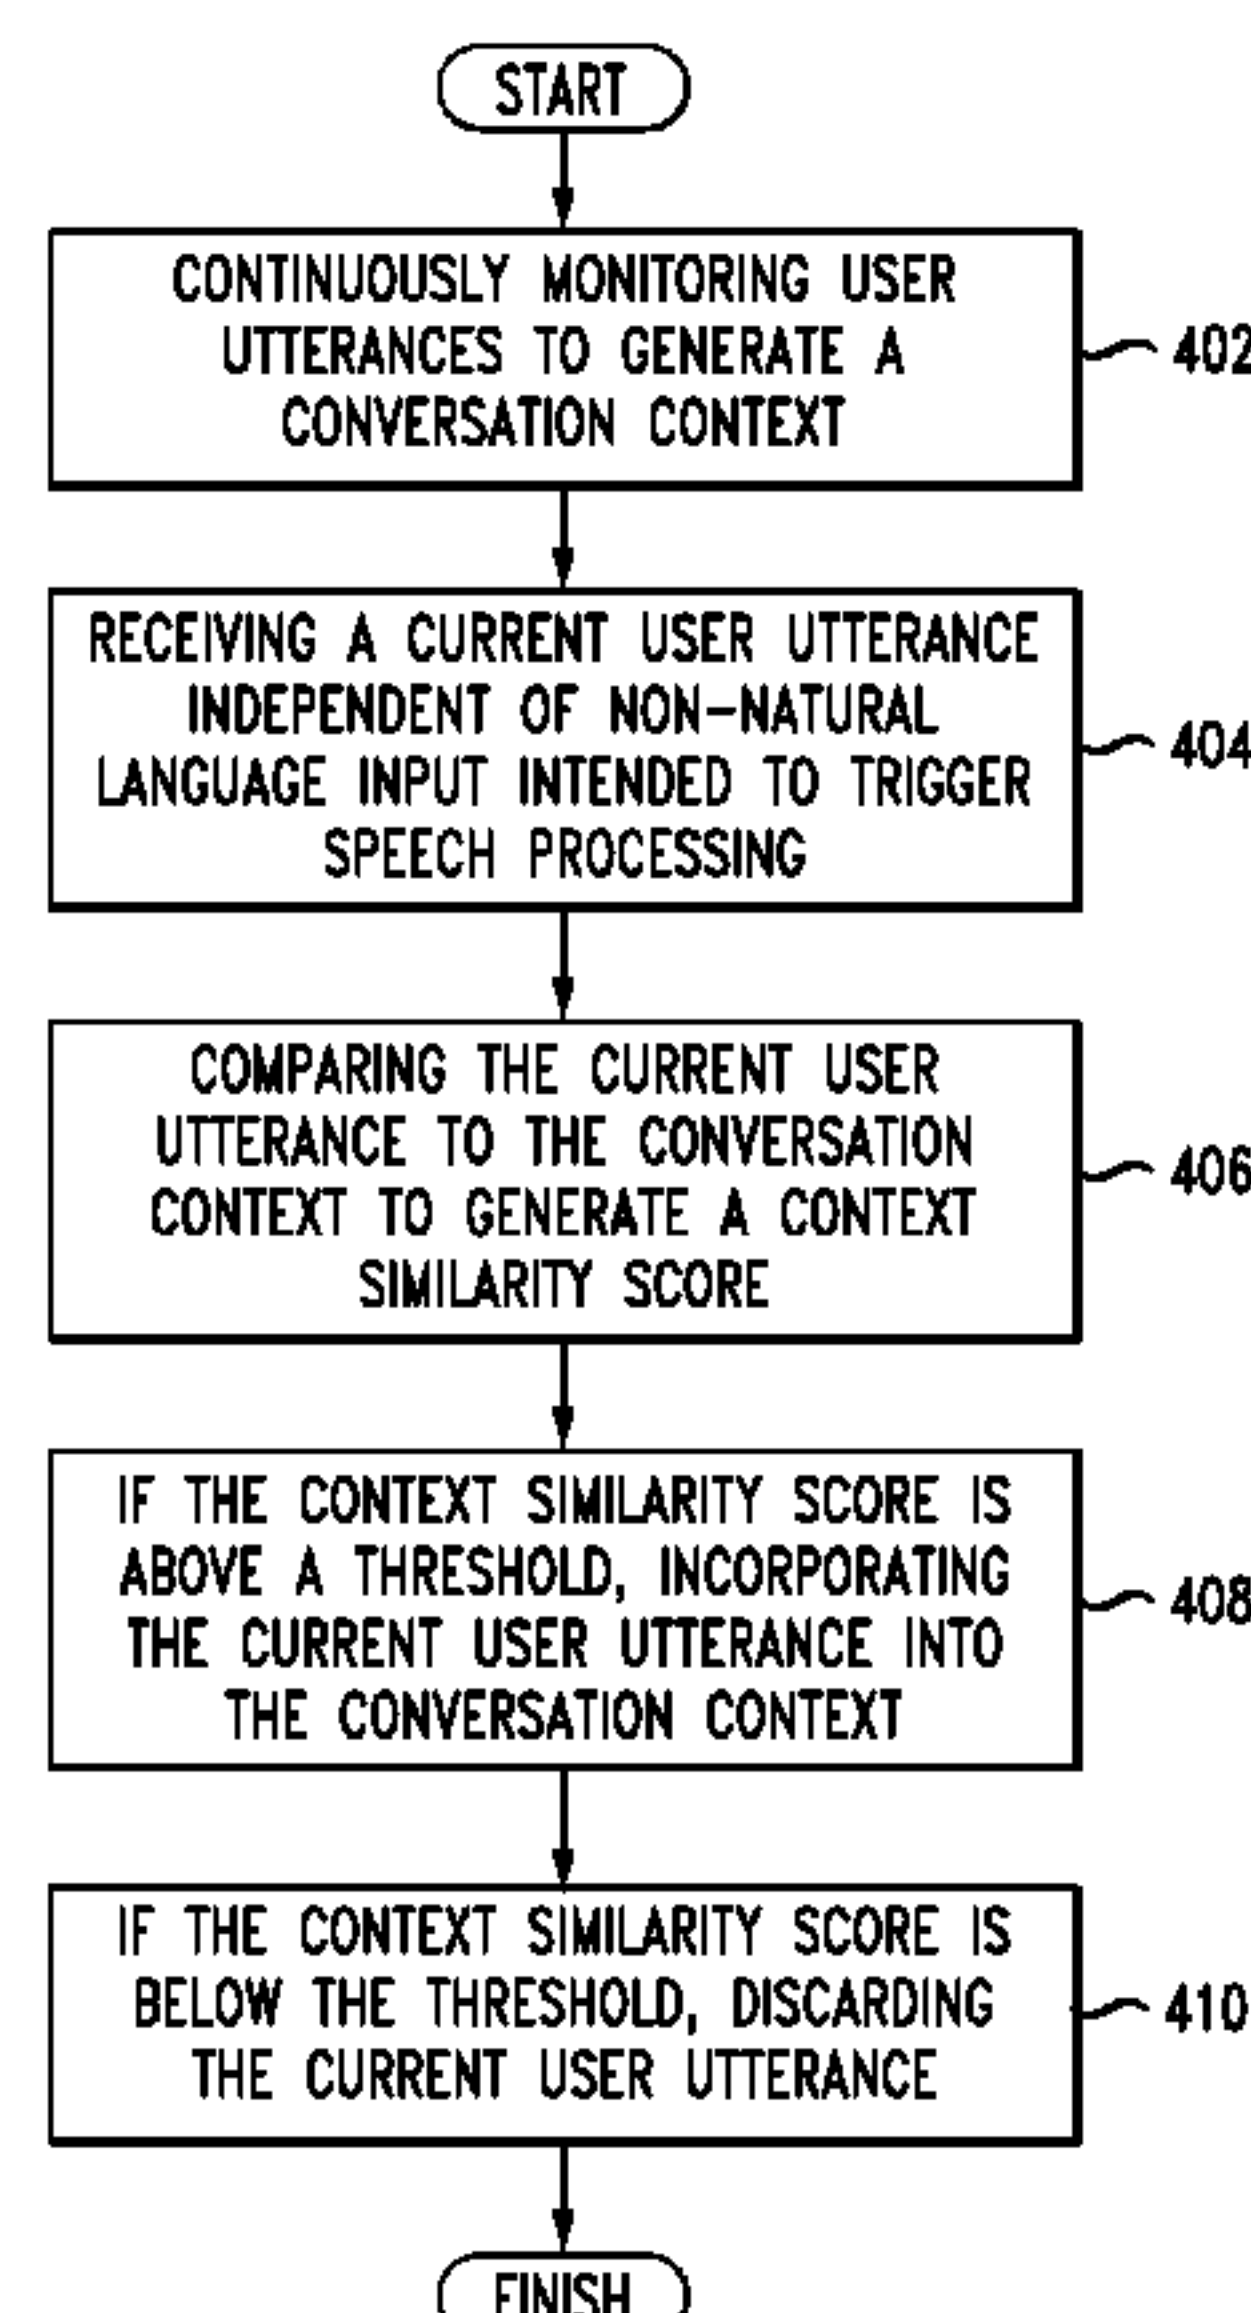 START
CONTINUOUSLY MONITORING USER
UTTERANCES TO GENERATE A
CONVERSATION CONTEXT
402
RECEIVING A CURRENT USER UTTERANCE
INDEPENDENT OF NON-NATURAL
LANGUAGE INPUT INTENDED TO TRIGGER
SPEECH PROCESSING
404
COMPARING THE CURRENT USER
UTTERANCE TO THE CONVERSATION
CONTEXT TO GENERATE A CONTEXT
SIMILARITY SCORE
406
IF THE CONTEXT SIMILARITY SCORE IS
ABOVE A THRESHOLD, INCORPORATING
THE CURRENT USER UTTERANCE INTO
THE CONVERSATION CONTEXT
408
IF THE CONTEXT SIMILARITY SCORE IS
BELOW THE THRESHOLD, DISCARDING
THE CURRENT USER UTTERANCE
410
FINISH